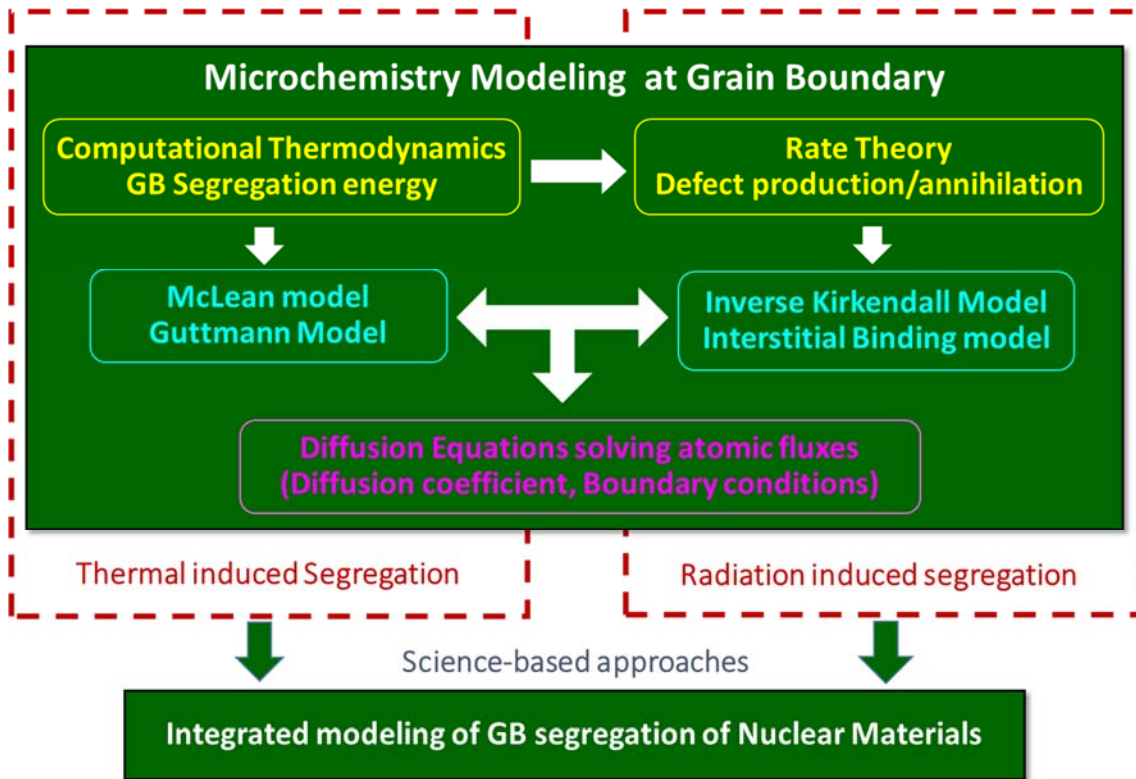 Microchemistry Modeling at Grain Boundary
Computational Thermodynamics
GB Segregation energy
Rate Theory
Defect production/annihilation
McLean model
Guttmann Model
Inverse Kirkendall Model
Interstitial Binding model
Diffusion Equations solving atomic fluxes
(Diffusion coefficient, Boundary conditions)
Thermal induced Segregation
Radiation induced segregation
Science-based approaches
Integrated modeling of GB segregation of Nuclear Materials